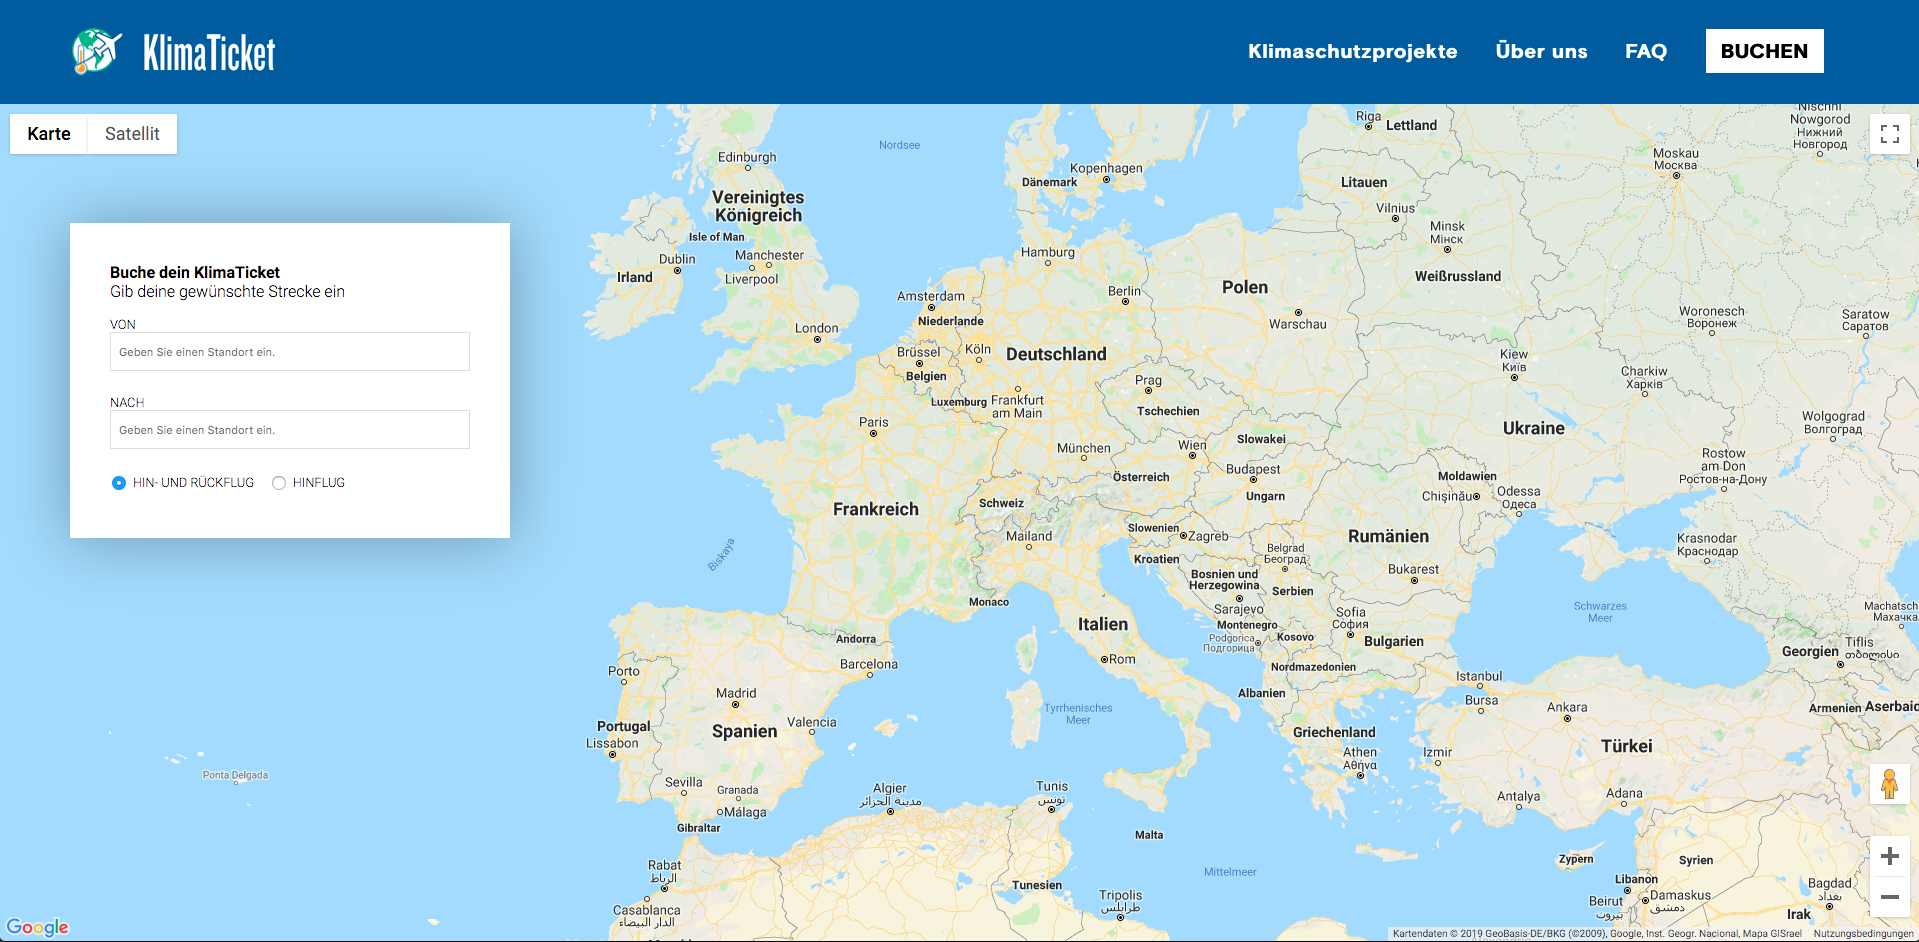 KlimaTicket
Klimaschutzprojekte
Über uns
FAQ
BUCHEN
Karte
Satellit
Buche dein KlimaTicket
Gib deine gewünschte Strecke ein
VON
Geben Sie einen Standort ein.
NACH
Geben Sie einen Standort ein.
HIN- UND RÜCKFLUG
HINFLUG
Nordsee
Riga
Lettland
Nischni
Nowgorod
Нижний
Новгород
Edinburgh
Kopenhagen
Dänemark
Moskau
Москва
Litauen
Vilnius
Vereinigtes
Königreich
Minsk
Мінск
Isle of Man
Dublin
Manchester
Liverpool
Irland
Hamburg
Weißrussland
Amsterdam
Niederlande
Berlin
Polen
Warschau
Woronesch
Воронеж
Saratow
Саратов
London
Brüssel
Belgien
Köln
Deutschland
Kiew
Київ
Charkiw
Харків
Prag
Tschechien
Luxemburg
Frankfurt
am Main
Paris
Wolgograd
Волгоград
Ukraine
München
Wien
Slowakei
Österreich
Budapest
Ungarn
Rostow
am Don
Ростов-на-Дону
Moldawien
Chișinău
Odessa
Одеса
Schweiz
Frankreich
Mailand
Slowenien
Zagreb
Kroatien
Rumänien
Belgrad
Београд
Krasnodar
Краснодар
Biskaya
Bosnien und
Herzegowina
Serbien
Bukarest
Monaco
Sarajevo
Italien
Montenegro
Sofia
София
Schwarzes
Meer
Machatsch
Махачка
Andorra
Podgorica
Подгорица
Kosovo
Bulgarien
Tiflis
თბილისი
Georgien
Barcelona
Rom
Nordmazedonien
Porto
Istanbul
Madrid
Albanien
Bursa
Ankara
Armenien
Aserbaid
Tyrrhenisches
Meer
Portugal
Lissabon
Spanien
Valencia
Griechenland
Athen
Αθήνα
Izmir
Türkei
Ponta Delgada
Sevilla
Granada
Málaga
Algier
مدينة الجزائر
Tunis
تونس
Antalya
Adana
Gibraltar
Malta
Rabat
الرباط
Zypern
Syrien
Mittelmeer
Tunesien
Libanon
Tripolis
طرابلس
Beirut
بيروت
Damaskus
دمشق
Bagdad
بغداد
Irak
Casablanca
الدار البيضاء
Google
Kartendaten © 2019 GeoBasis-DE/BKG (©2009), Google, Inst. Geogr. Nacional, Mapa GISrael
Nutzungsbedingungen